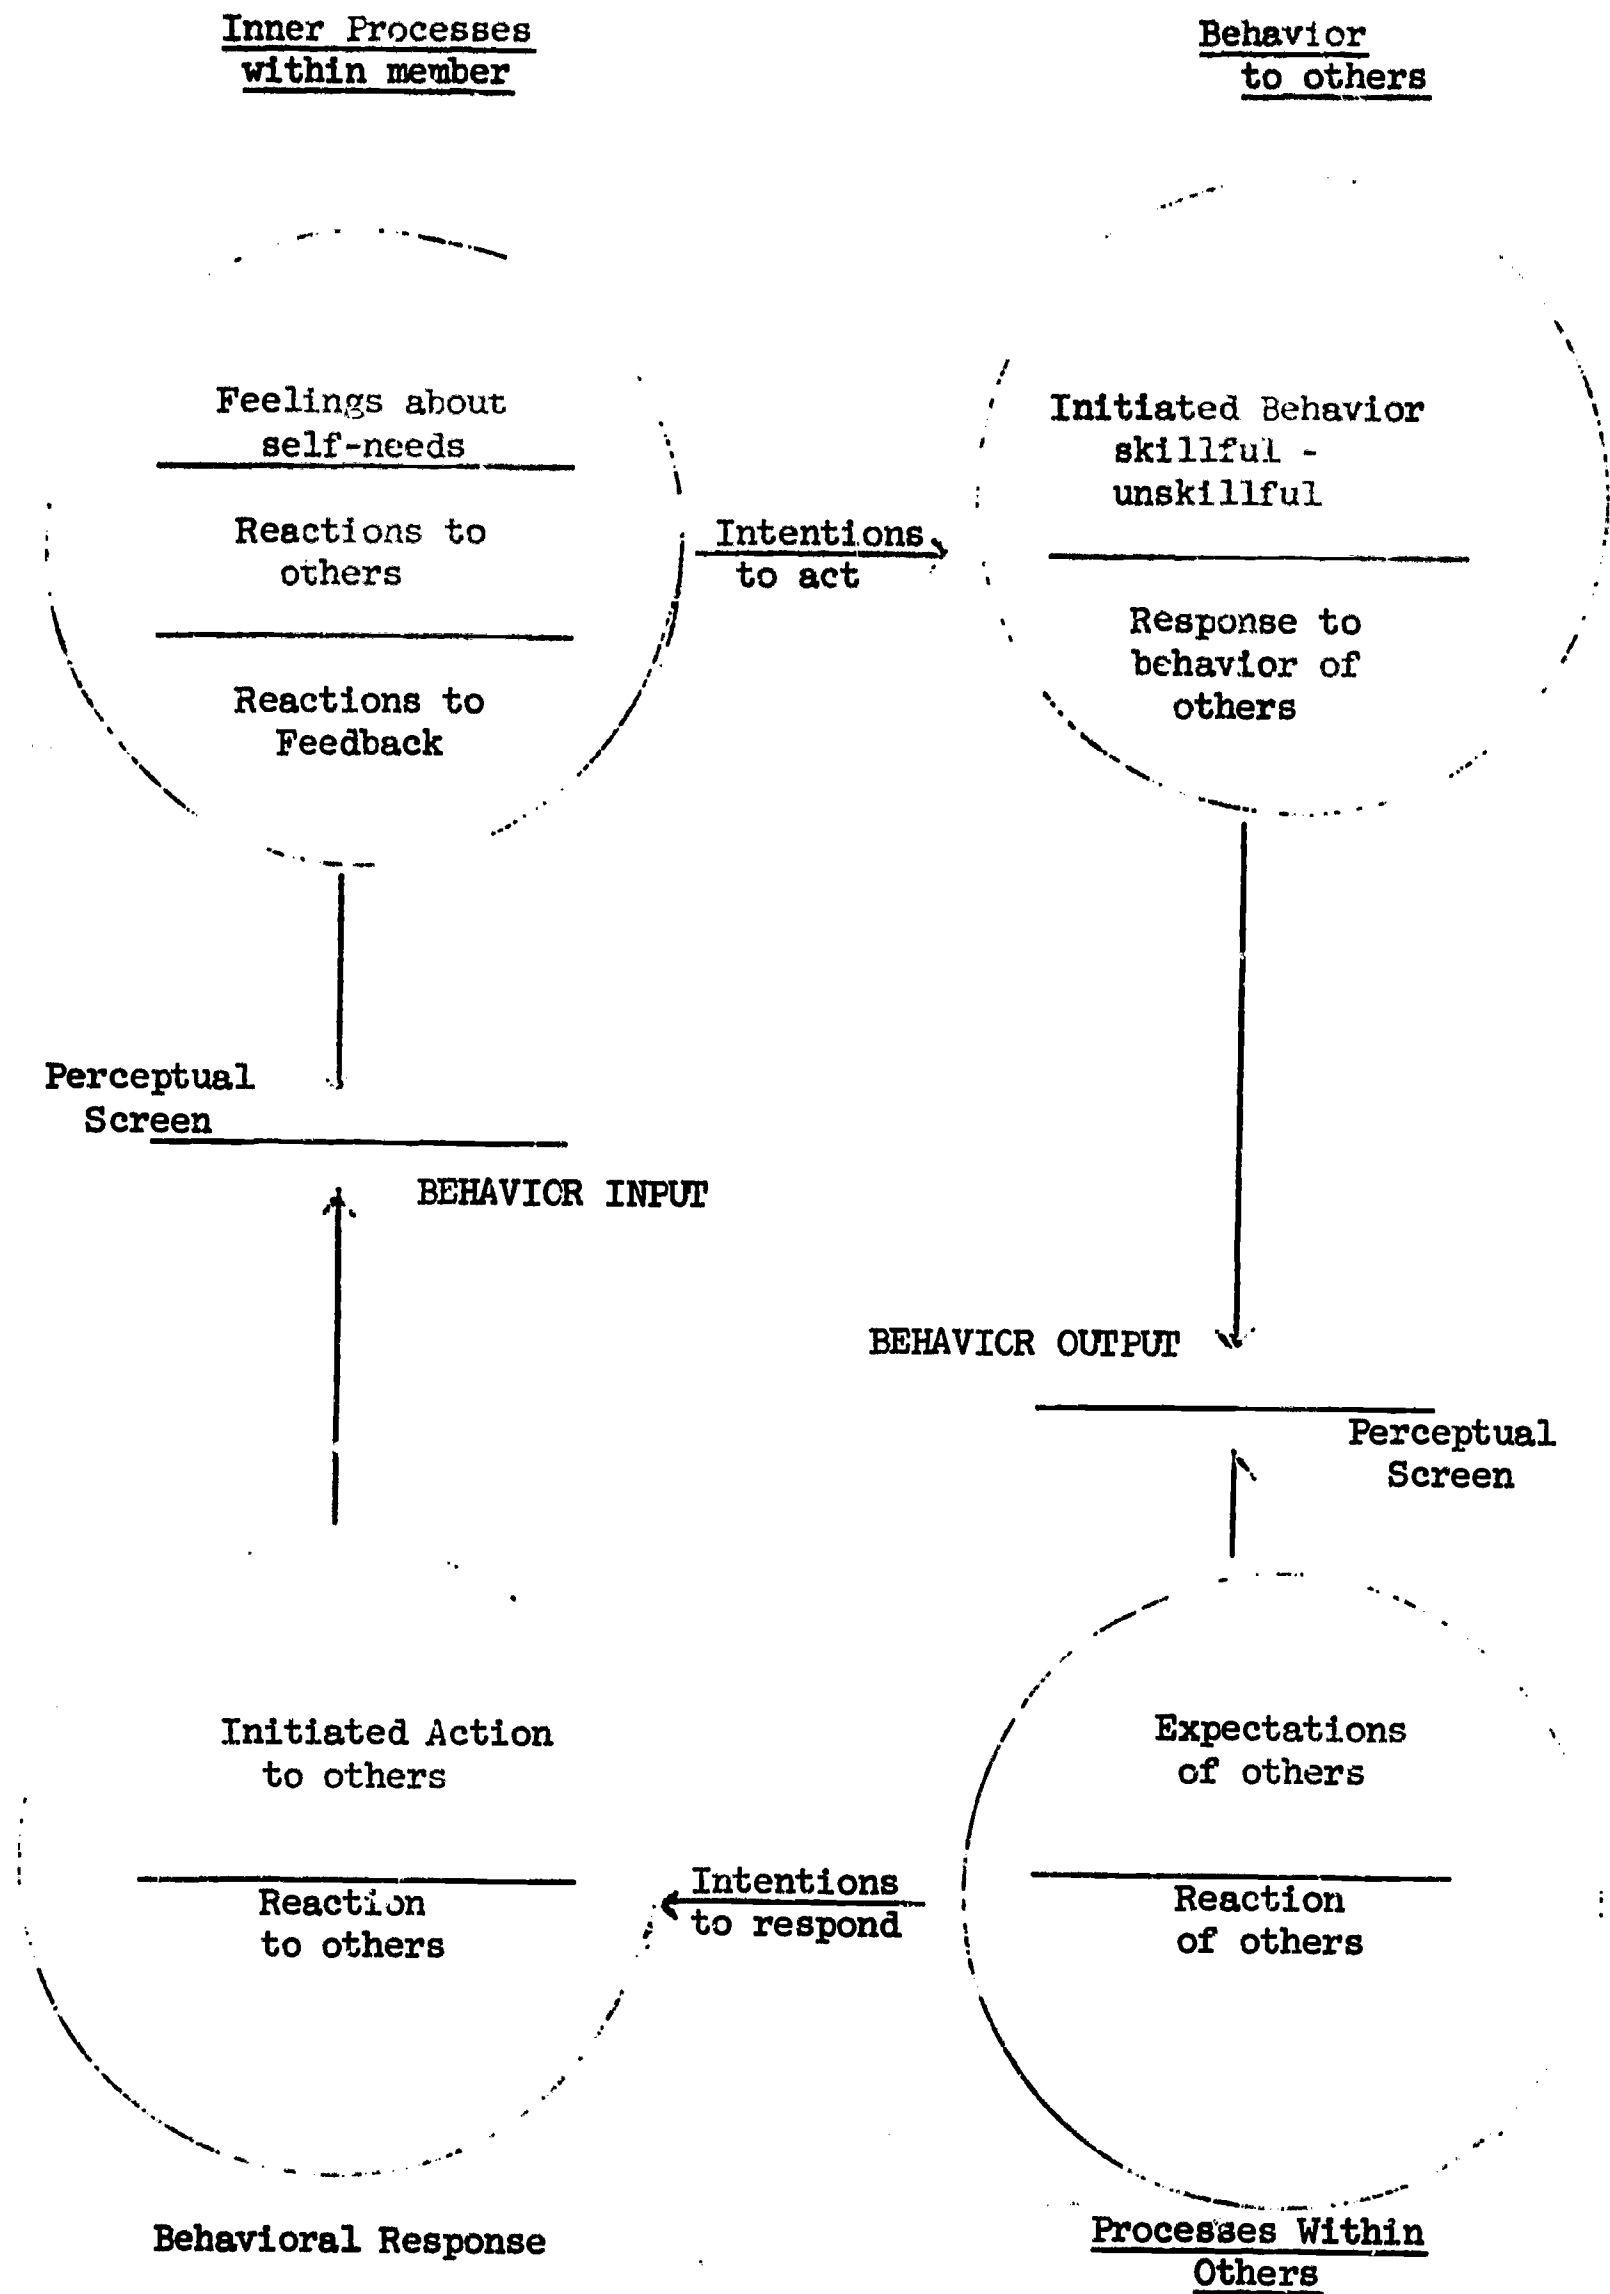 Inner Processes
within member
Behavior
to others
Feelings about
self-needs
Reactions to
others
Reactions to
Feedback
Intentions
to act
Initiated Behavior
skillful -
unskillful
Response to
behavior of
others
Perceptual
Screen
BEHAVIOR INPUT
BEHAVIOR OUTPUT
Perceptual
Screen
Initiated Action
to others
Reaction
to others
Intentions
to respond
Expectations
of others
Reaction
of others
Behavioral Response
Processes Within
Others